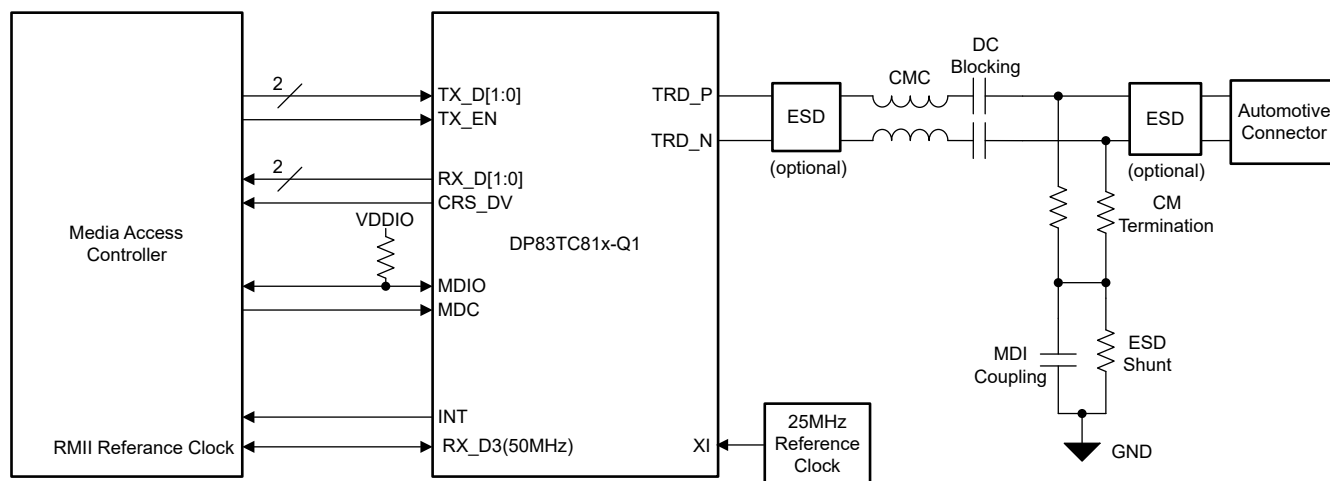 Media Access
Controller
RMII Referance Clock
2
2
VDDIO
TX_D[1:0]
TX_EN
RX_D[1:0]
CRS_DV
MDIO
MDC
INT
RX_D3(50MHz)
DP83TC81x-Q1
TRD_P
TRD_N
XI
25MHz
Reference
Clock
ESD
(optional)
CMC
DC
Blocking
ESD
(optional)
Automotive
Connector
CM
Termination
MDI
Coupling
ESD
Shunt
GND